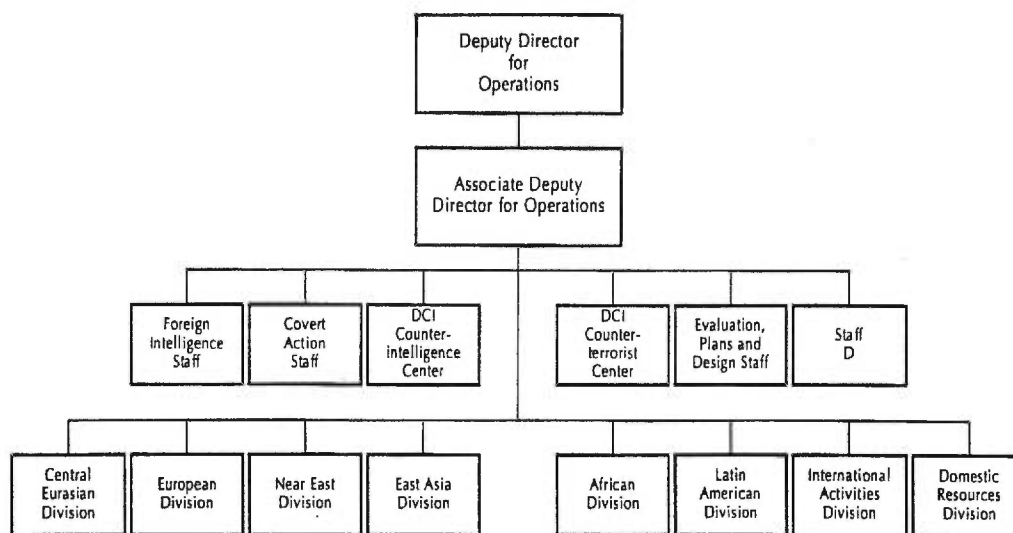 Deputy Director
for
Operations
Associate Deputy
Director for Operations
Foreign
Intelligence
Staff
Covert
Action
Staff
DCI
Counter-
intelligence
Center
DCI
Counter-
terrorist
Center
Evaluation,
Plans and
Design Staff
Staff
D
Central
Eurasian
Division
European
Division
Near East
Division
East Asia
Division
African
Division
Latin
American
Division
International
Activities
Division
Domestic
Resources
Division